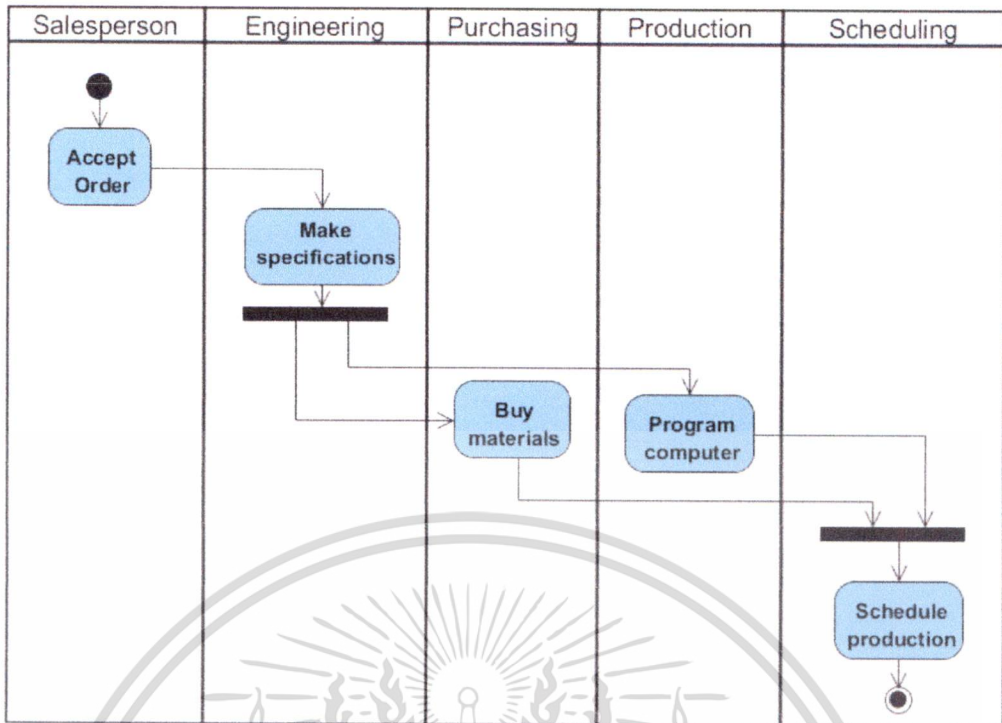 Salesperson
Engineering
Purchasing
Production
Scheduling
Accept
Order
Make
specifications
Buy
materials
Program
computer
Schedule
production